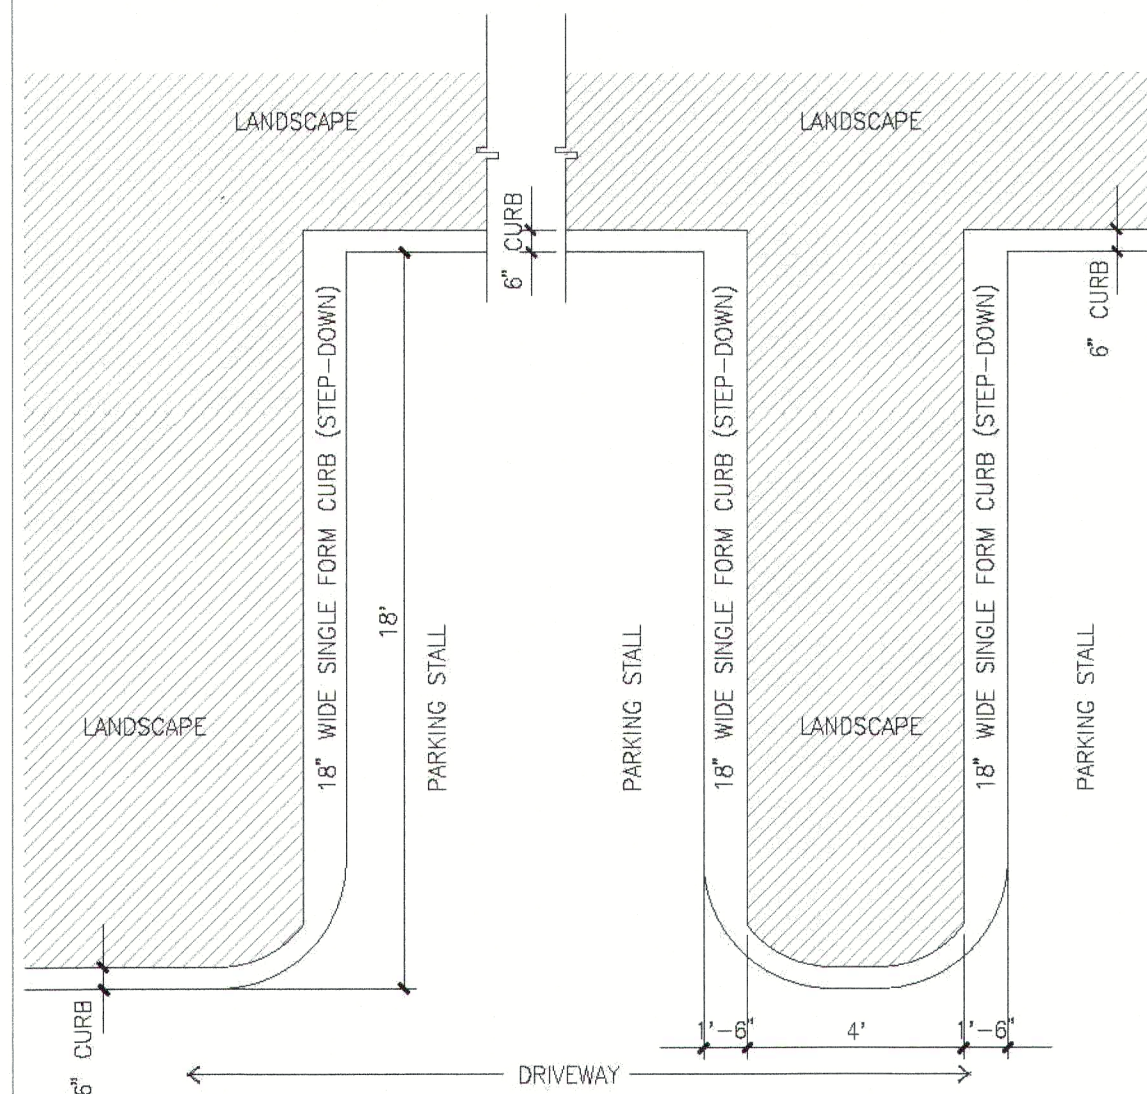 LANDSCAPE
LANDSCAPE
6" CURB
6" CURB
18" WIDE SINGLE FORM CURB (STEP-DOWN)
18'
PARKING STALL
PARKING STALL
18" WIDE SINGLE FORM CURB (STEP-DOWN)
18" WIDE SINGLE FORM CURB (STEP-DOWN)
PARKING STALL
LANDSCAPE
LANDSCAPE
6" CURB
1'-6"
4'
1'-6"
DRIVEWAY